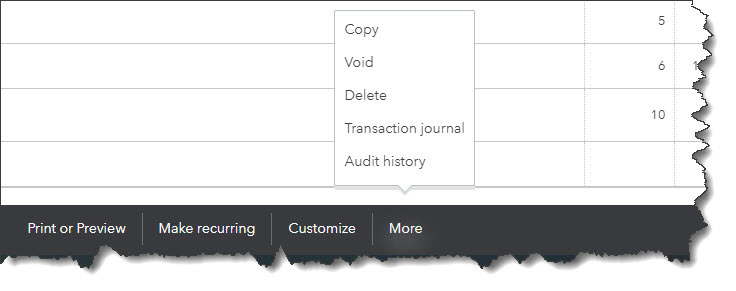 5
Copy
Void
6
Delete
10
Transaction journal
Audit history
Print or Preview
Make recurring
Customize
More